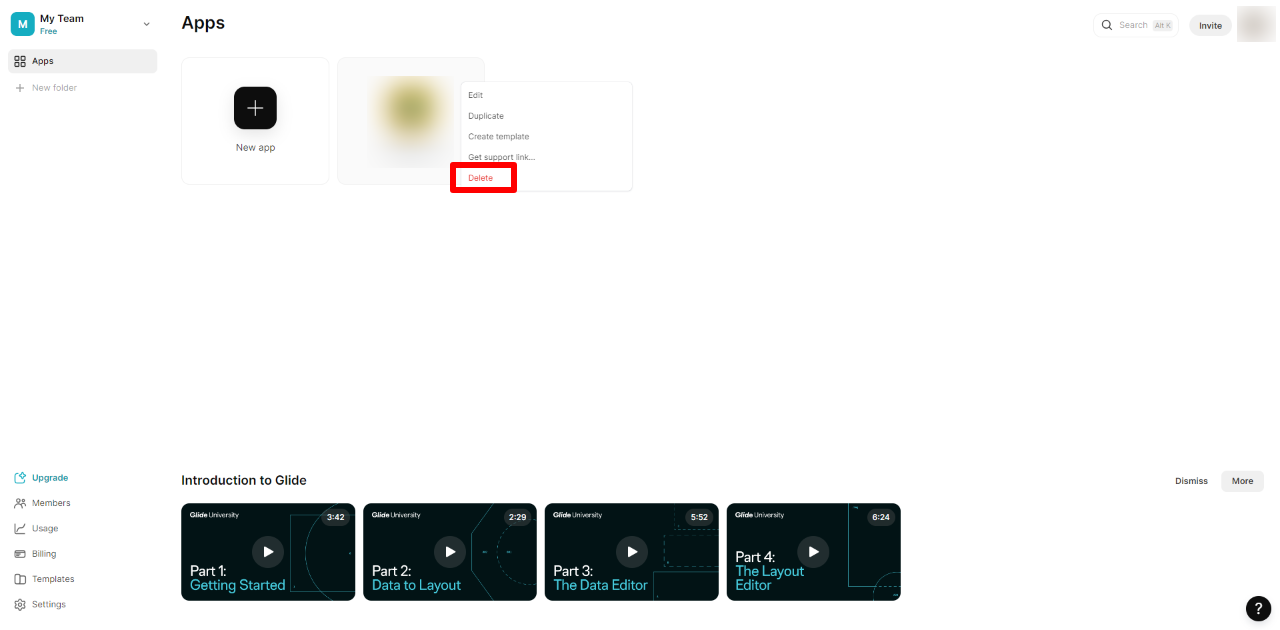 M
My Team
Free
Apps
New folder
Apps
Search Alt K
Invite
New app
Edit
Duplicate
Create template
Get support link...
Delete
Upgrade
Members
Usage
Billing
Templates
Settings
Introduction to Glide
Dismiss
More
Glide University
3:42
Part 1:
Getting Started
Glide University
2:29
Part 2:
Data to Layout
Glide University
5:52
Part 3:
The Data Editor
Glide University
6:24
Part 4:
The Layout
Editor
?